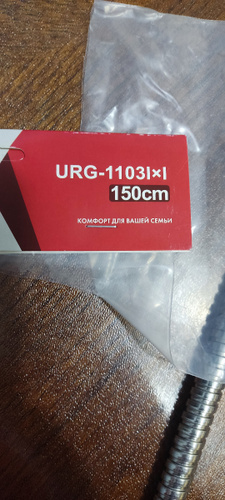 URG-1103I×I
150cm
КОМФОРТ ДЛЯ ВАШЕЙ СЕМЬИ